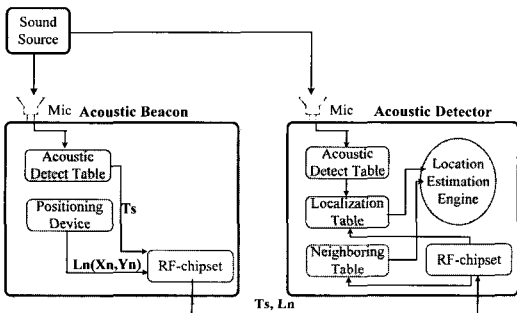 Sound
Source
Mic Acoustic Beacon
Mic Acoustic Detector
Acoustic
Detect Table
Positioning
Device
Ts
Ln(Xn,Yn)
RF-chipset
Acoustic
Detect Table
Localization
Table
Neighboring
Table
Location
Estimation
Engine
RF-chipset
Ts, Ln